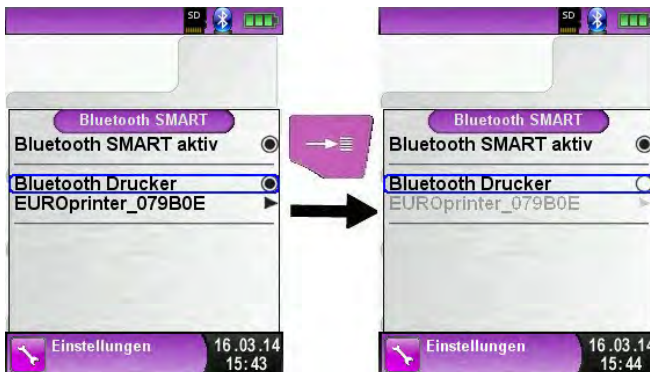 SD
Bluetooth SMART
Bluetooth SMART aktiv
Bluetooth Drucker
EUROprinter_079B0E
Einstellungen
16.03.14
15:43
SD
Bluetooth SMART
Bluetooth SMART aktiv
Bluetooth Drucker
EUROprinter_079B0E
Einstellungen
16.03.14
15:44